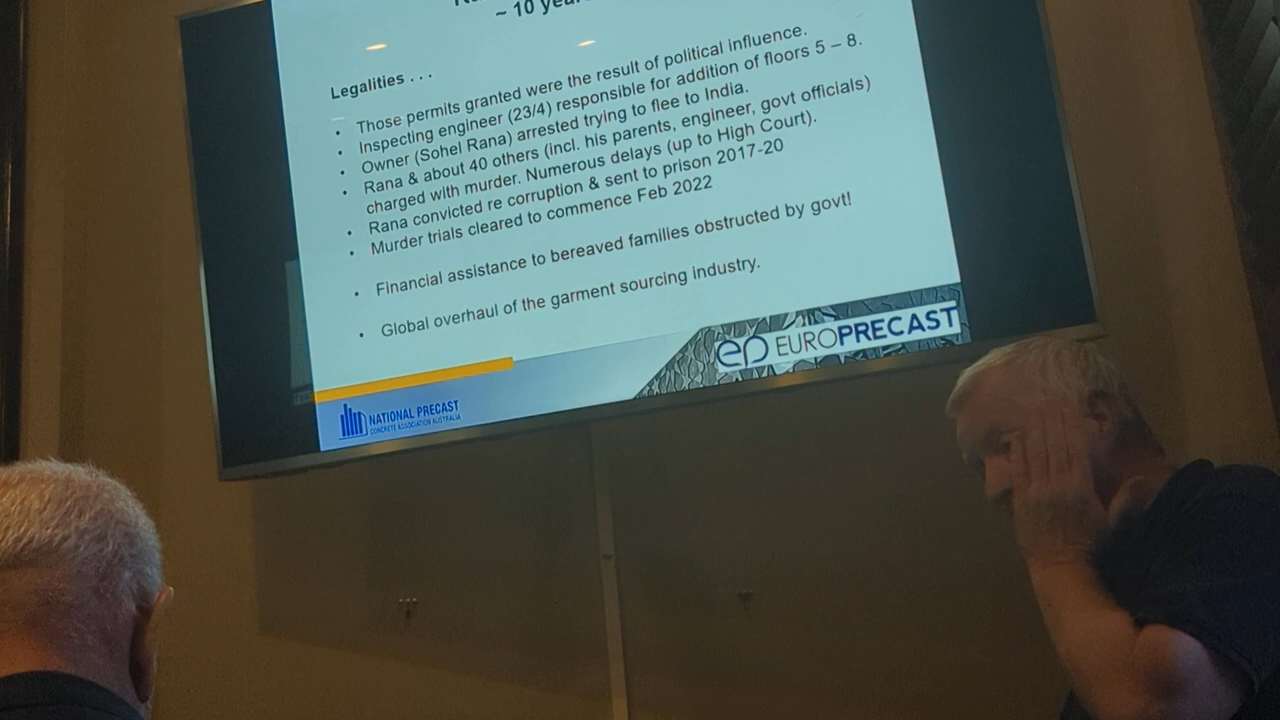 ~ 10
Legalities . . .
• Those permits granted were the result of political influence.
• Inspecting engineer (23/4) responsible for addition of floors 5 – 8.
• Owner (Sohel Rana) arrested trying to flee to India.
• Rana & about 40 others (incl. his parents, engineer, govt officials)
charged with murder. Numerous delays (up to High Court).
• Rana convicted re corruption & sent to prison 2017-20
• Murder trials cleared to commence Feb 2022
• Financial assistance to bereaved families obstructed by govt!
• Global overhaul of the garment sourcing industry.
ep EUROPRECAST
NATIONAL PRECAST
CONCRETE ASSOCIATION AUSTRALIA